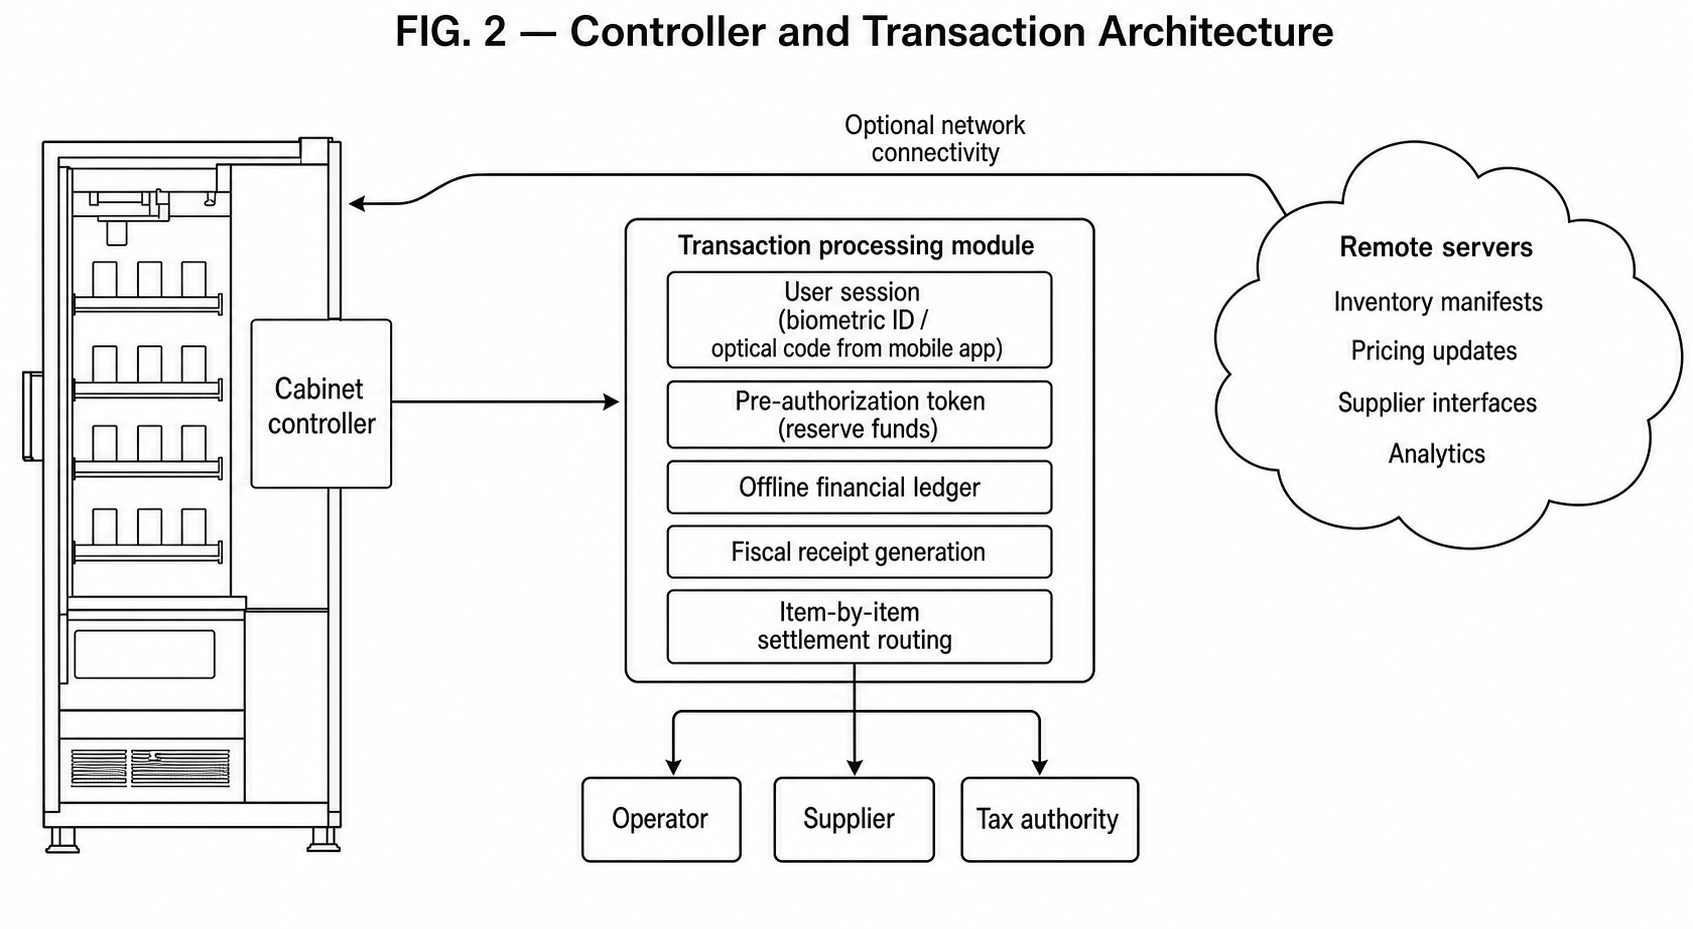 FIG. 2 — Controller and Transaction Architecture
Optional network
connectivity
Cabinet
controller
Transaction processing module
User session
(biometric ID /
optical code from mobile app)
Pre-authorization token
(reserve funds)
Offline financial ledger
Fiscal receipt generation
Item-by-item
settlement routing
Operator
Supplier
Tax authority
Remote servers
Inventory manifests
Pricing updates
Supplier interfaces
Analytics